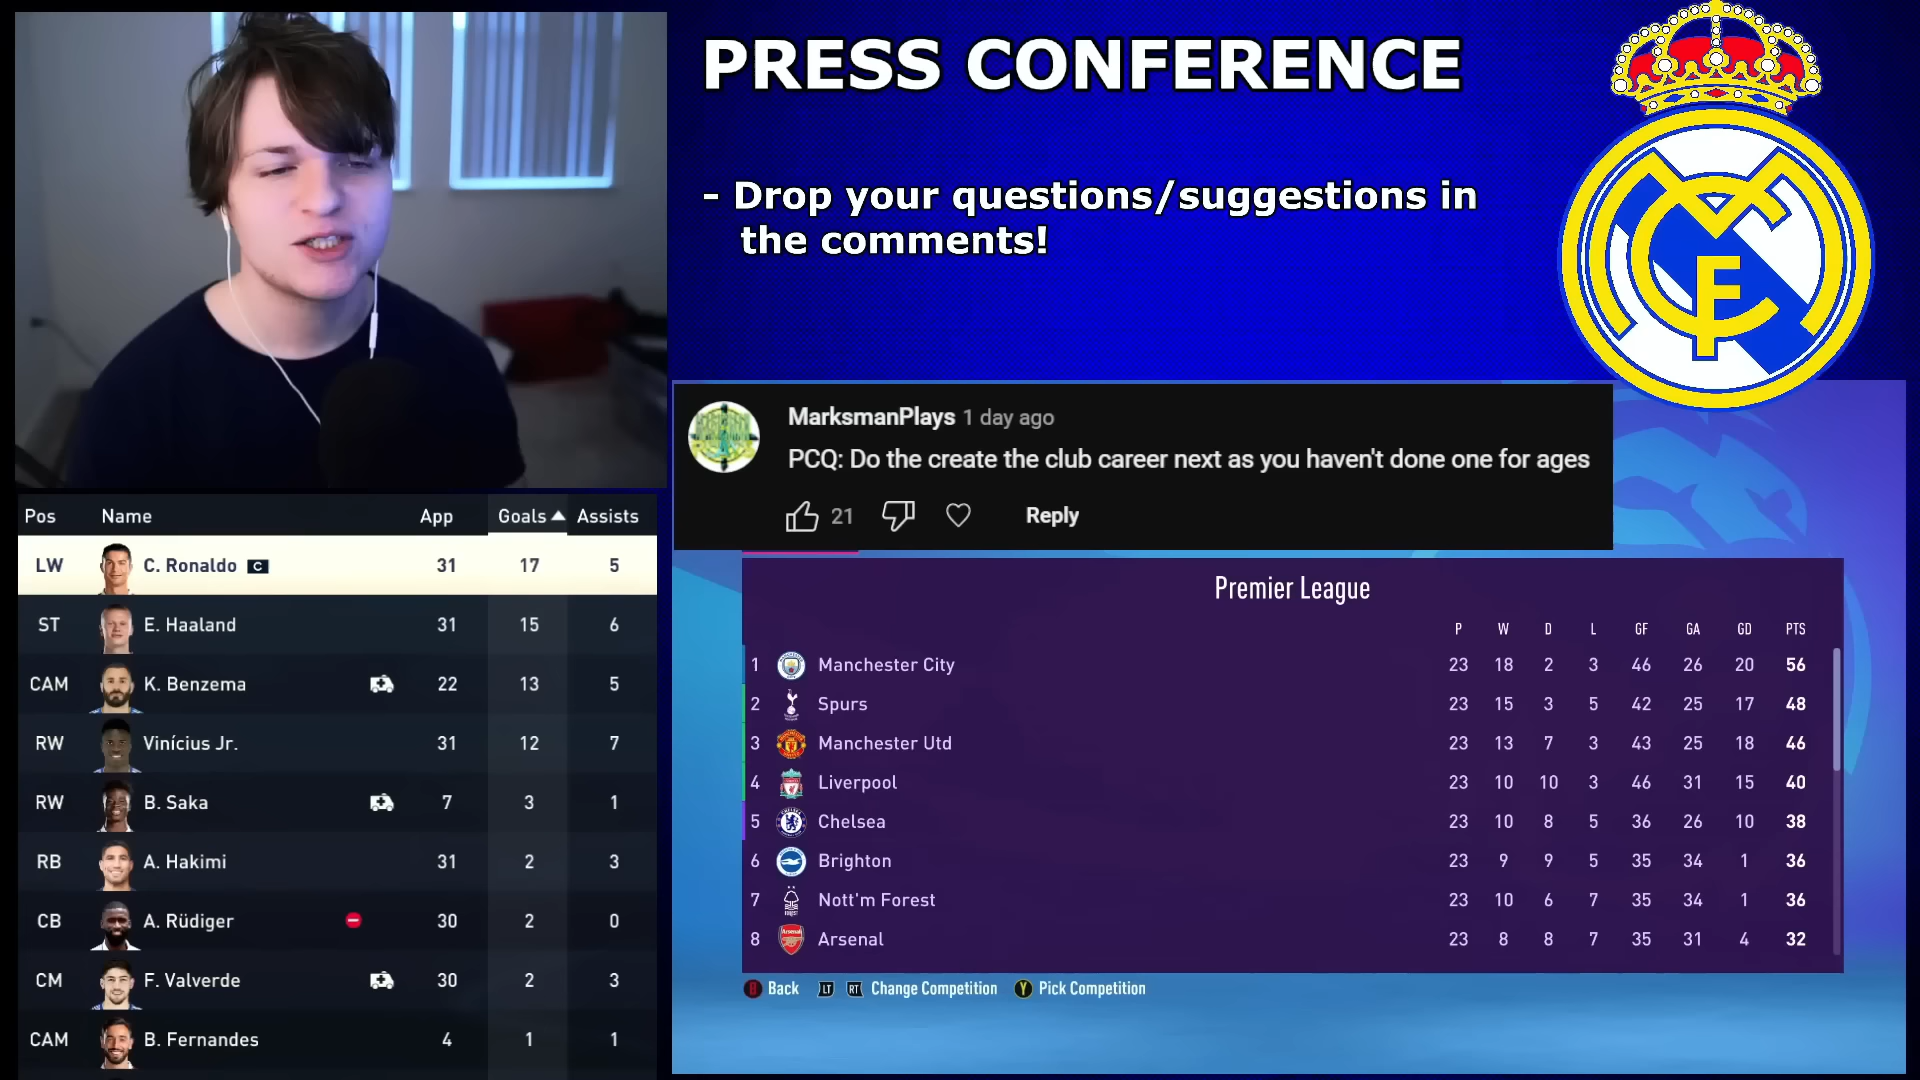 PRESS CONFERENCE
- Drop your questions/suggestions in
the comments!
MarksmanPlays 1 day ago
PCQ: Do the create the club career next as you haven't done one for ages
21 Reply
Pos Name App Goals Assists
LW C. Ronaldo C 31 17 5
ST E. Haaland 31 15 6
CAM K. Benzema 22 13 5
RW Vinícius Jr. 31 12 7
RW B. Saka 7 3 1
RB A. Hakimi 31 2 3
CB A. Rüdiger 30 2 0
CM F. Valverde 30 2 3
CAM B. Fernandes 4 1 1
Premier League
P W D L GF GA GD PTS
1 Manchester City 23 18 2 3 46 26 20 56
2 Spurs 23 15 3 5 42 25 17 48
3 Manchester Utd 23 13 7 3 43 25 18 46
4 Liverpool 23 10 10 3 46 31 15 40
5 Chelsea 23 10 8 5 36 26 10 38
6 Brighton 23 9 9 5 35 34 1 36
7 Nott'm Forest 23 10 6 7 35 34 1 36
8 Arsenal 23 8 8 7 35 31 4 32
B Back LT RT Change Competition Y Pick Competition